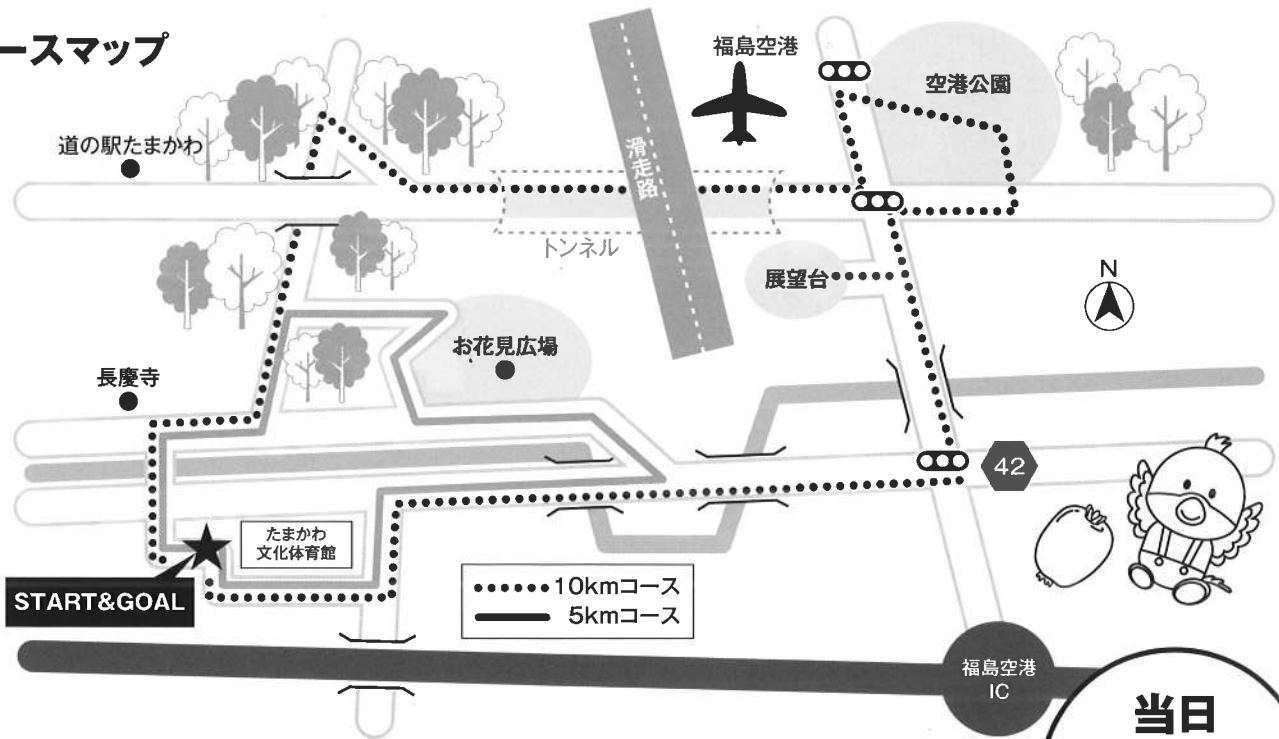 ースマップ
福島空港
空港公園
道の駅たまかわ
滑走路
トンネル
展望台
N
お花見広場
長慶寺
42
たまかわ
文化体育館
START&GOAL
10kmコース
5kmコース
福島空港
IC
当日